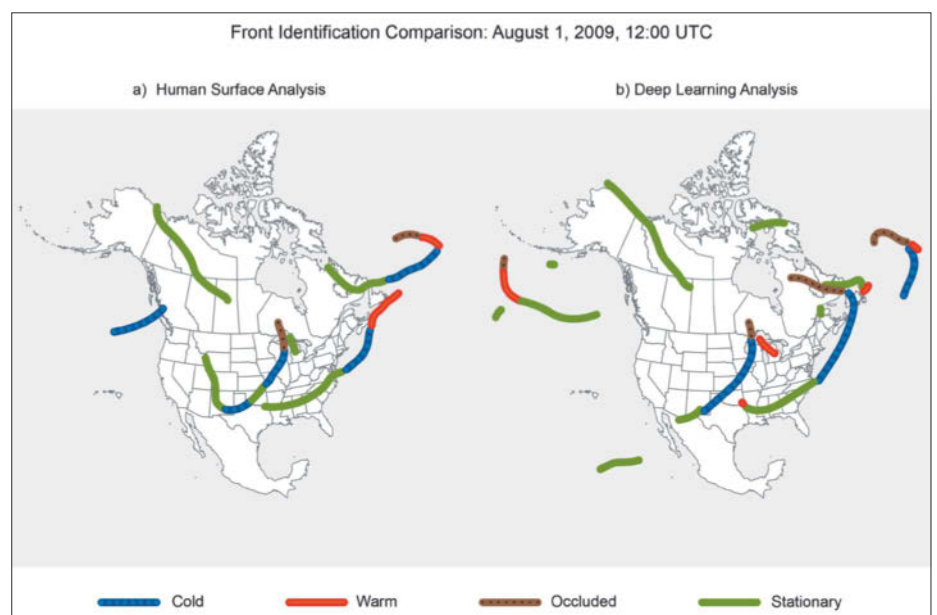 Front Identification Comparison: August 1, 2009, 12:00 UTC
a) Human Surface Analysis
b) Deep Learning Analysis
Cold
Warm
Occluded
Stationary